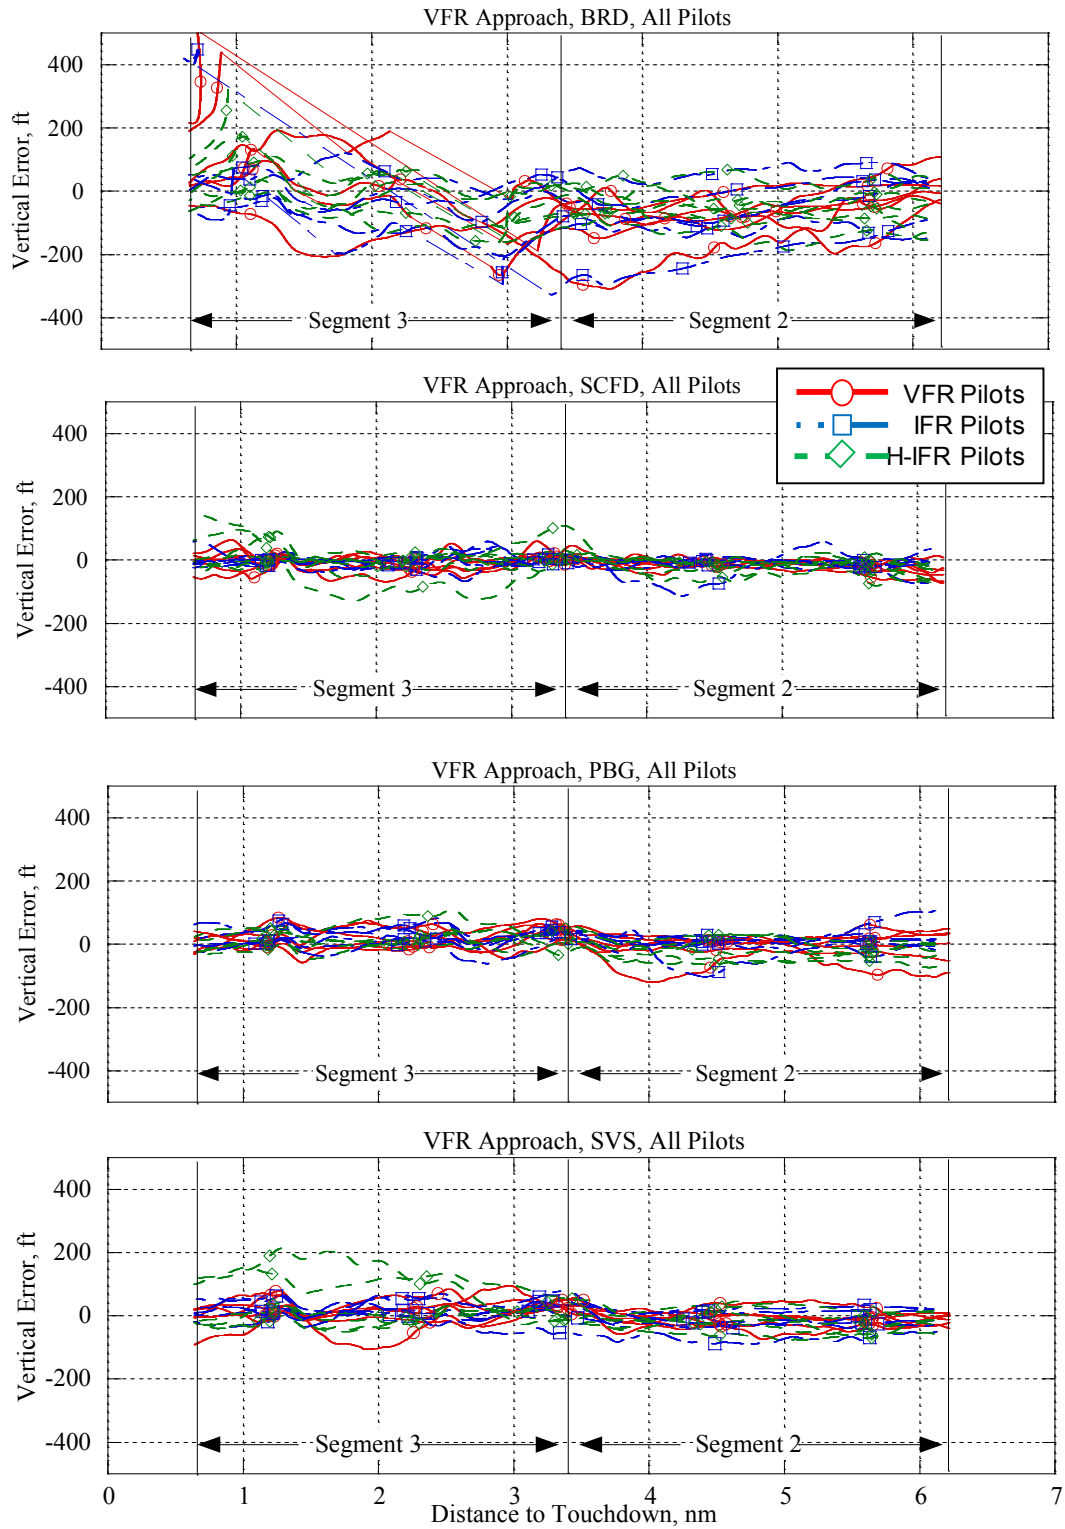 VFR Approach, BRD, All Pilots
400
200
0
-200
-400
Vertical Error, ft
Segment 3
Segment 2
VFR Approach, SCFD, All Pilots
VFR Pilots
IFR Pilots
H-IFR Pilots
400
200
0
-200
-400
Vertical Error, ft
Segment 3
Segment 2
VFR Approach, PBG, All Pilots
400
200
0
-200
-400
Vertical Error, ft
Segment 3
Segment 2
VFR Approach, SVS, All Pilots
400
200
0
-200
-400
Vertical Error, ft
Segment 3
Segment 2
0 1 2 3 4 5 6 7
Distance to Touchdown, nm